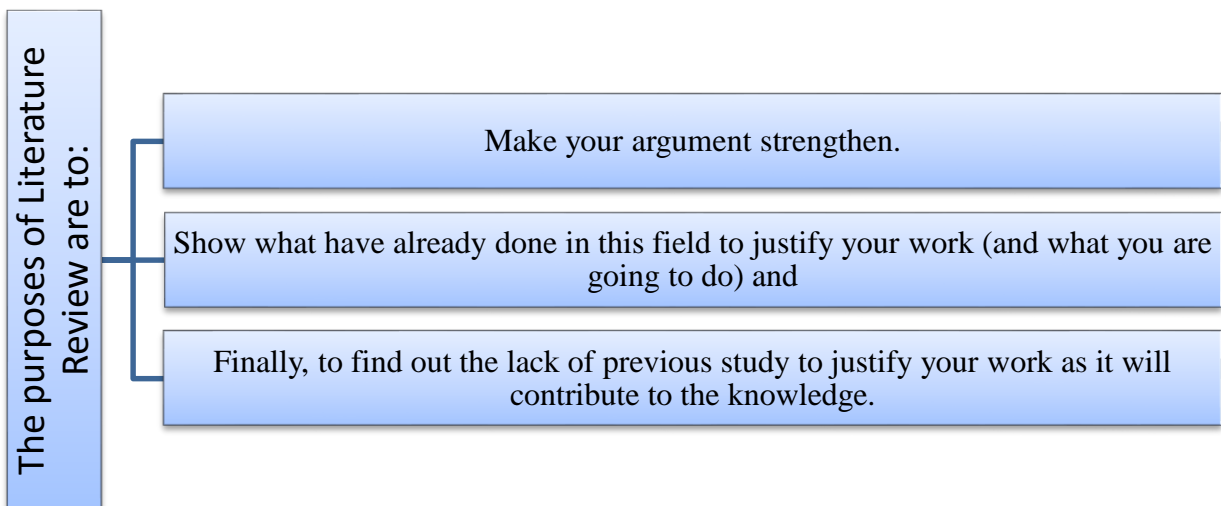 The purposes of Literature
Review are to:
Make your argument strengthen.
Show what have already done in this field to justify your work (and what you are
going to do) and
Finally, to find out the lack of previous study to justify your work as it will
contribute to the knowledge.